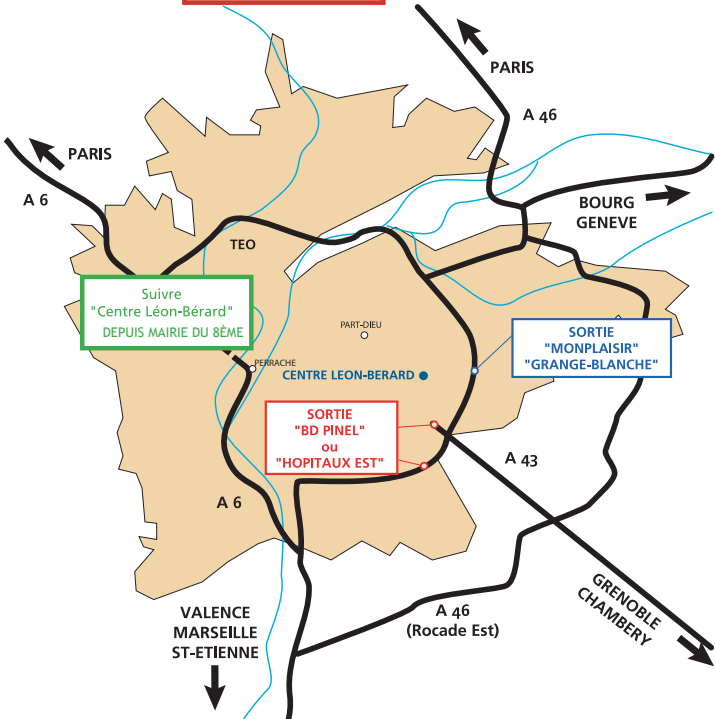 PARIS
A 46
PARIS
A 6
BOURG
GENEVE
TEO
Suivre
"Centre Léon-Bérard"
DEPUIS MAIRIE DU 8ÈME
PART-DIEU
SORTIE
"MONPLAISIR"
"GRANGE-BLANCHE"
PERRACHE
CENTRE LEON-BERARD
SORTIE
"BD PINEL"
ou
"HOPITAUX EST"
A 43
A 6
GRENOBLE
CHAMBERY
VALENCE
MARSEILLE
ST-ETIENNE
A 46
(Rocade Est)